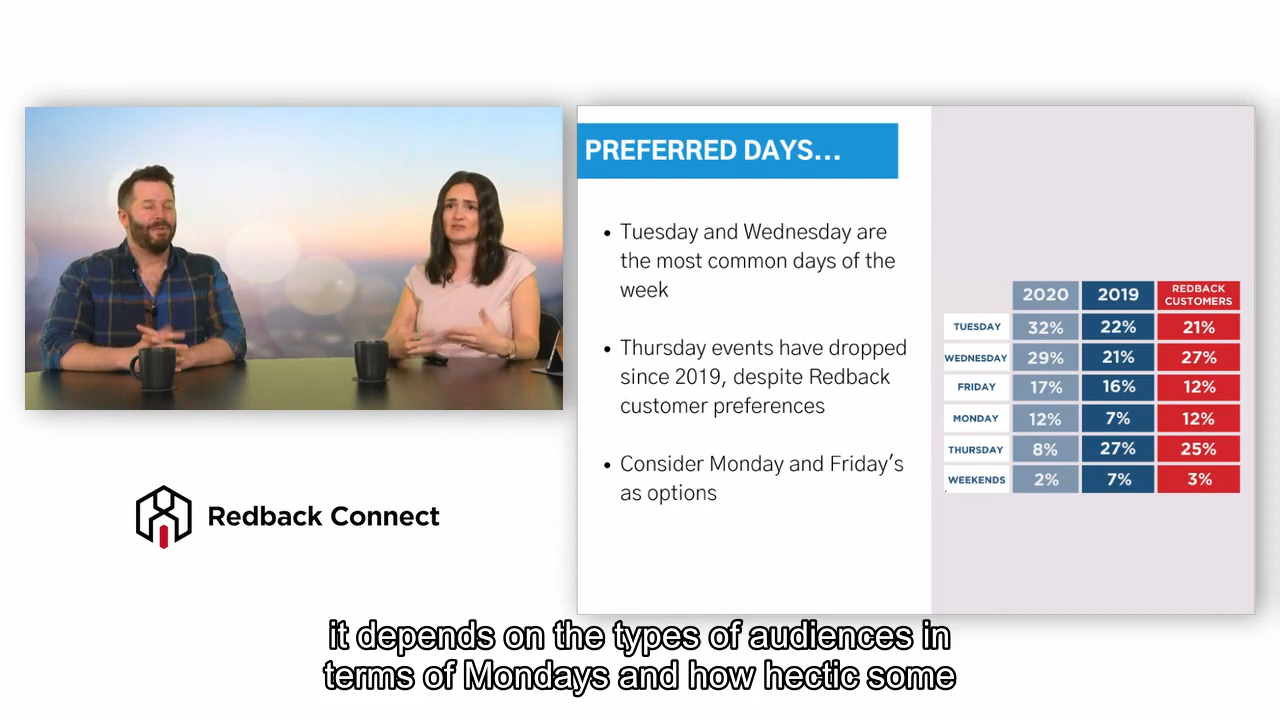 PREFERRED DAYS...
• Tuesday and Wednesday are
the most common days of the
week
• Thursday events have dropped
since 2019, despite Redback
customer preferences
• Consider Monday and Friday's
as options
2020 2019 REDBACK CUSTOMERS
TUESDAY 32% 22% 21%
WEDNESDAY 29% 21% 27%
FRIDAY 17% 16% 12%
MONDAY 12% 7% 12%
THURSDAY 8% 27% 25%
WEEKENDS 2% 7% 3%
Redback Connect
it depends on the types of audiences in
terms of Mondays and how hectic some